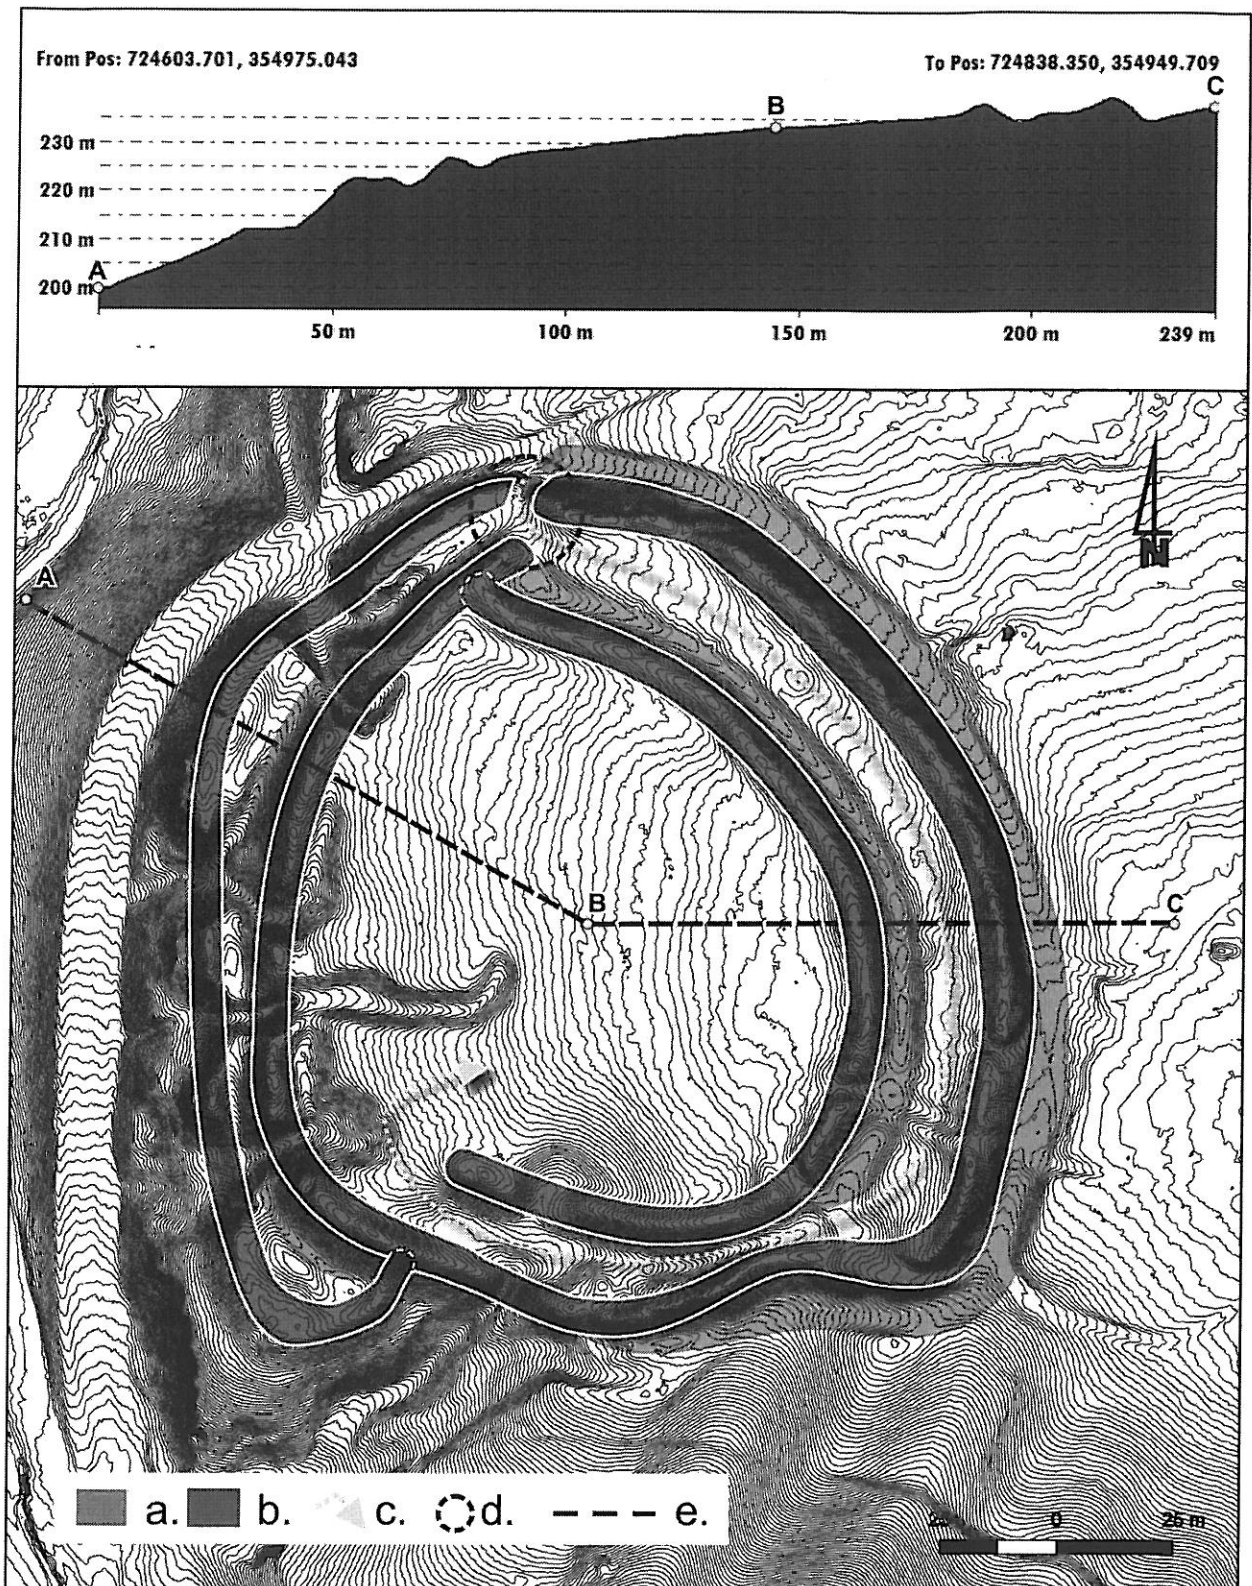 From Pos: 724603.701, 354975.043
To Pos: 724838.350, 354949.709
C
B
230 m
220 m
210 m
A
200 m
50 m
100 m
150 m
200 m
239 m
N
A
B
C
a.
b.
c.
d.
e.
0
25 m